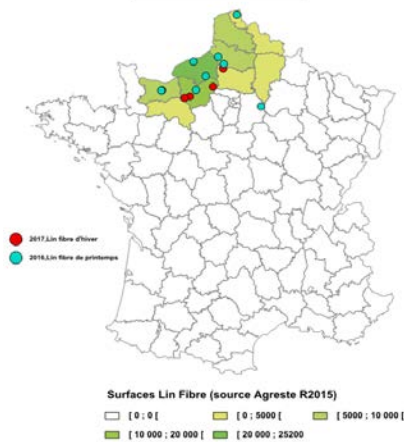 2017,Lin fibre d'hiver
2016,Lin fibre de printemps
Surfaces Lin Fibre (source Agreste R2015)
[ 0 ; 0 [
[ 0 ; 5000 [
[ 5000 ; 10 000 [
[ 10 000 ; 20 000 [
[ 20 000 ; 25200